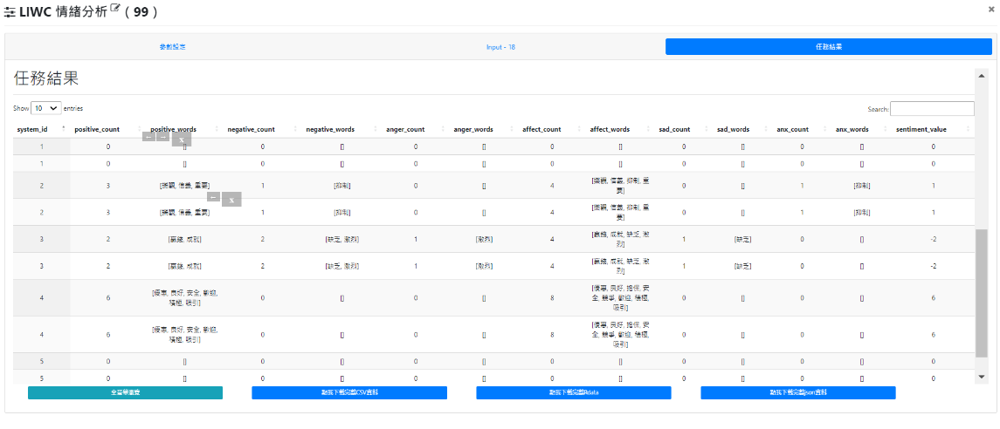 LIWC 情緒分析 ( 99 )
參數設定 Input - 18 任務結果
任務結果
Show 10 entries Search:
system_id positive_count positive_words negative_count negative_words anger_count anger_words affect_count affect_words sad_count sad_words anx_count anx_words sentiment_value
1 0 [] 0 [] 0 [] 0 [] 0 [] 0 [] 0
1 0 [] 0 [] 0 [] 0 [] 0 [] 0 [] 0
2 3 [樂觀, 信義, 重要] 1 [抑制] 0 [] 4 [樂觀, 信義, 抑制, 重
要] 0 [] 1 [抑制] 1
2 3 [樂觀, 信義, 重要] 1 [抑制] 0 [] 4 [樂觀, 信義, 抑制, 重
要] 0 [] 1 [抑制] 1
3 2 [贏錢, 成就] 2 [缺乏, 激烈] 1 [激烈] 4 [贏錢, 成就, 缺乏, 激
烈] 1 [缺乏] 0 [] -2
3 2 [贏錢, 成就] 2 [缺乏, 激烈] 1 [激烈] 4 [贏錢, 成就, 缺乏, 激
烈] 1 [缺乏] 0 [] -2
4 6 [優惠, 良好, 安全, 歡迎,
積極, 吸引] 0 [] 0 [] 8 [優惠, 良好, 擔保, 安
全, 競爭, 歡迎, 積極,
吸引] 0 [] 0 [] 6
4 6 [優惠, 良好, 安全, 歡迎,
積極, 吸引] 0 [] 0 [] 8 [優惠, 良好, 擔保, 安
全, 競爭, 歡迎, 積極,
吸引] 0 [] 0 [] 6
5 0 [] 0 [] 0 [] 0 [] 0 [] 0 [] 0
5 0 [] 0 [] 0 [] 0 [] 0 [] 0 [] 0
全螢幕瀏覽 點我下載完整CSV資料 點我下載完整Rdata 點我下載完整json資料